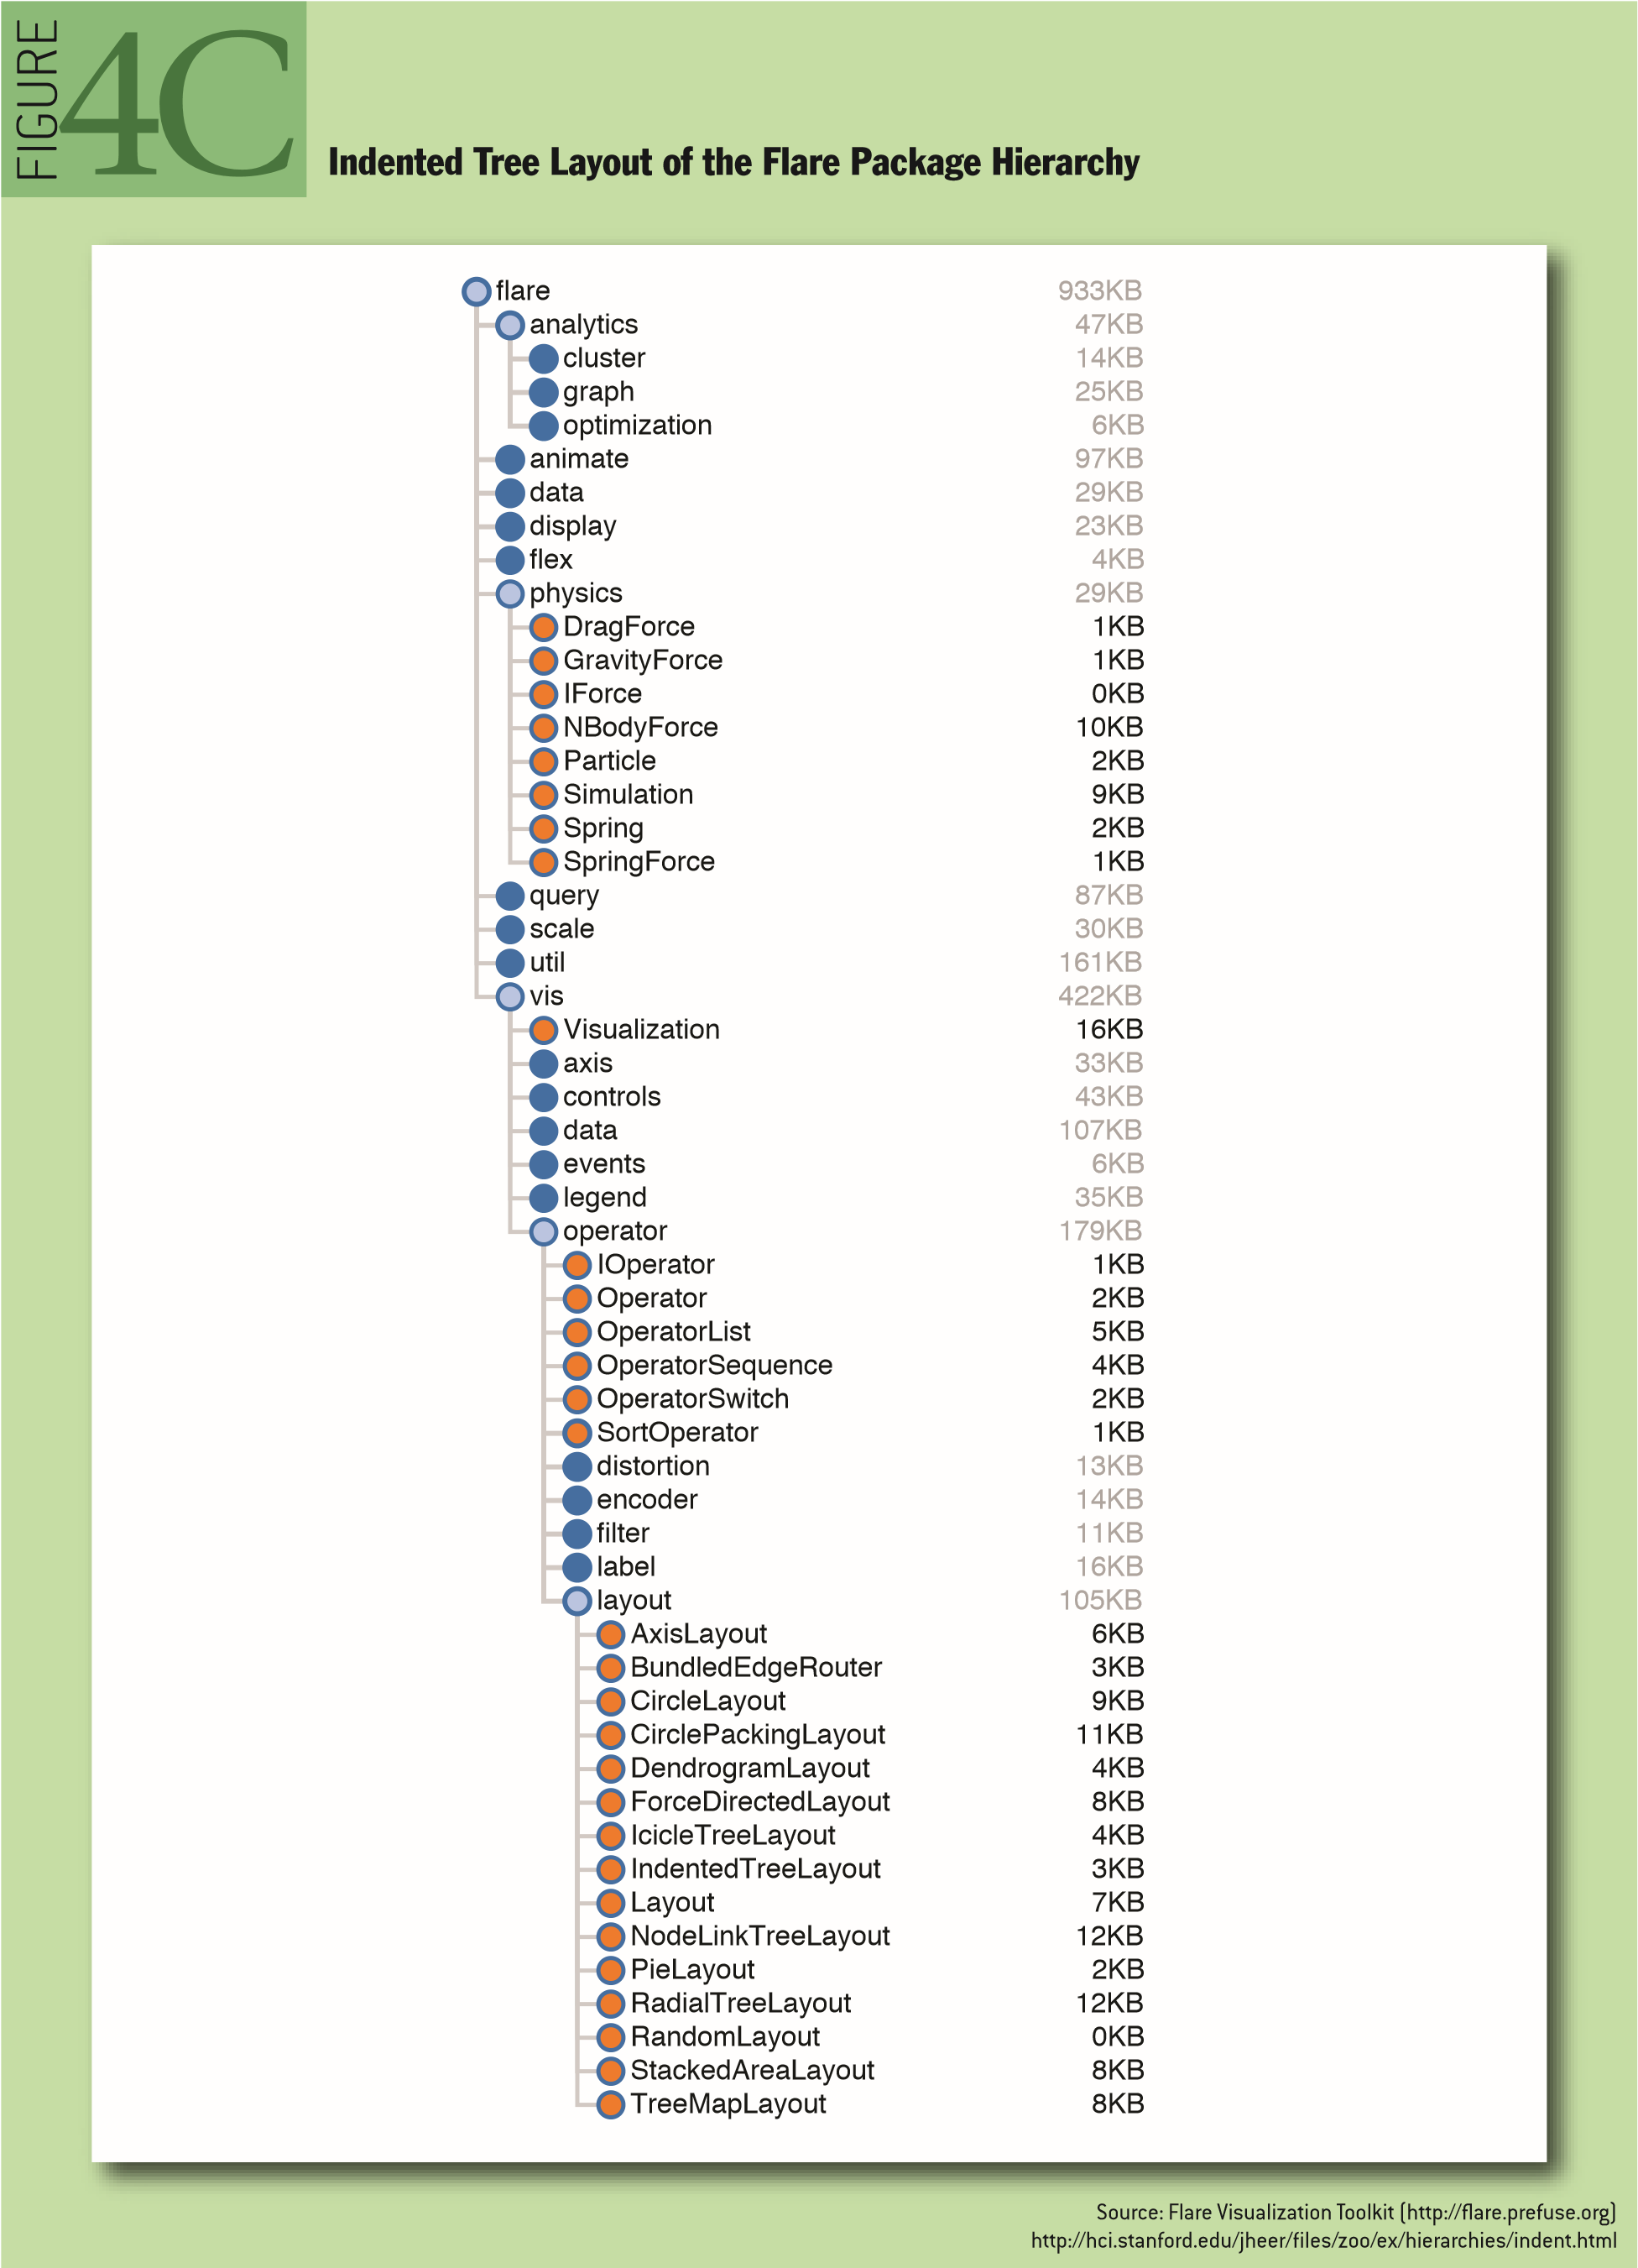 FIGURE 4C
Indented Tree Layout of the Flare Package Hierarchy
flare 933KB
analytics 47KB
cluster 14KB
graph 25KB
optimization 6KB
animate 97KB
data 29KB
display 23KB
flex 4KB
physics 29KB
DragForce 1KB
GravityForce 1KB
IForce 0KB
NBodyForce 10KB
Particle 2KB
Simulation 9KB
Spring 2KB
SpringForce 1KB
query 87KB
scale 30KB
util 161KB
vis 422KB
Visualization 16KB
axis 33KB
controls 43KB
data 107KB
events 6KB
legend 35KB
operator 179KB
IOperator 1KB
Operator 2KB
OperatorList 5KB
OperatorSequence 4KB
OperatorSwitch 2KB
SortOperator 1KB
distortion 13KB
encoder 14KB
filter 11KB
label 16KB
layout 105KB
AxisLayout 6KB
BundledEdgeRouter 3KB
CircleLayout 9KB
CirclePackingLayout 11KB
DendrogramLayout 4KB
ForceDirectedLayout 8KB
IcicleTreeLayout 4KB
IndentedTreeLayout 3KB
Layout 7KB
NodeLinkTreeLayout 12KB
PieLayout 2KB
RadialTreeLayout 12KB
RandomLayout 0KB
StackedAreaLayout 8KB
TreeMapLayout 8KB
Source: Flare Visualization Toolkit (http://flare.prefuse.org)
http://hci.stanford.edu/jheer/files/zoo/ex/hierarchies/indent.html